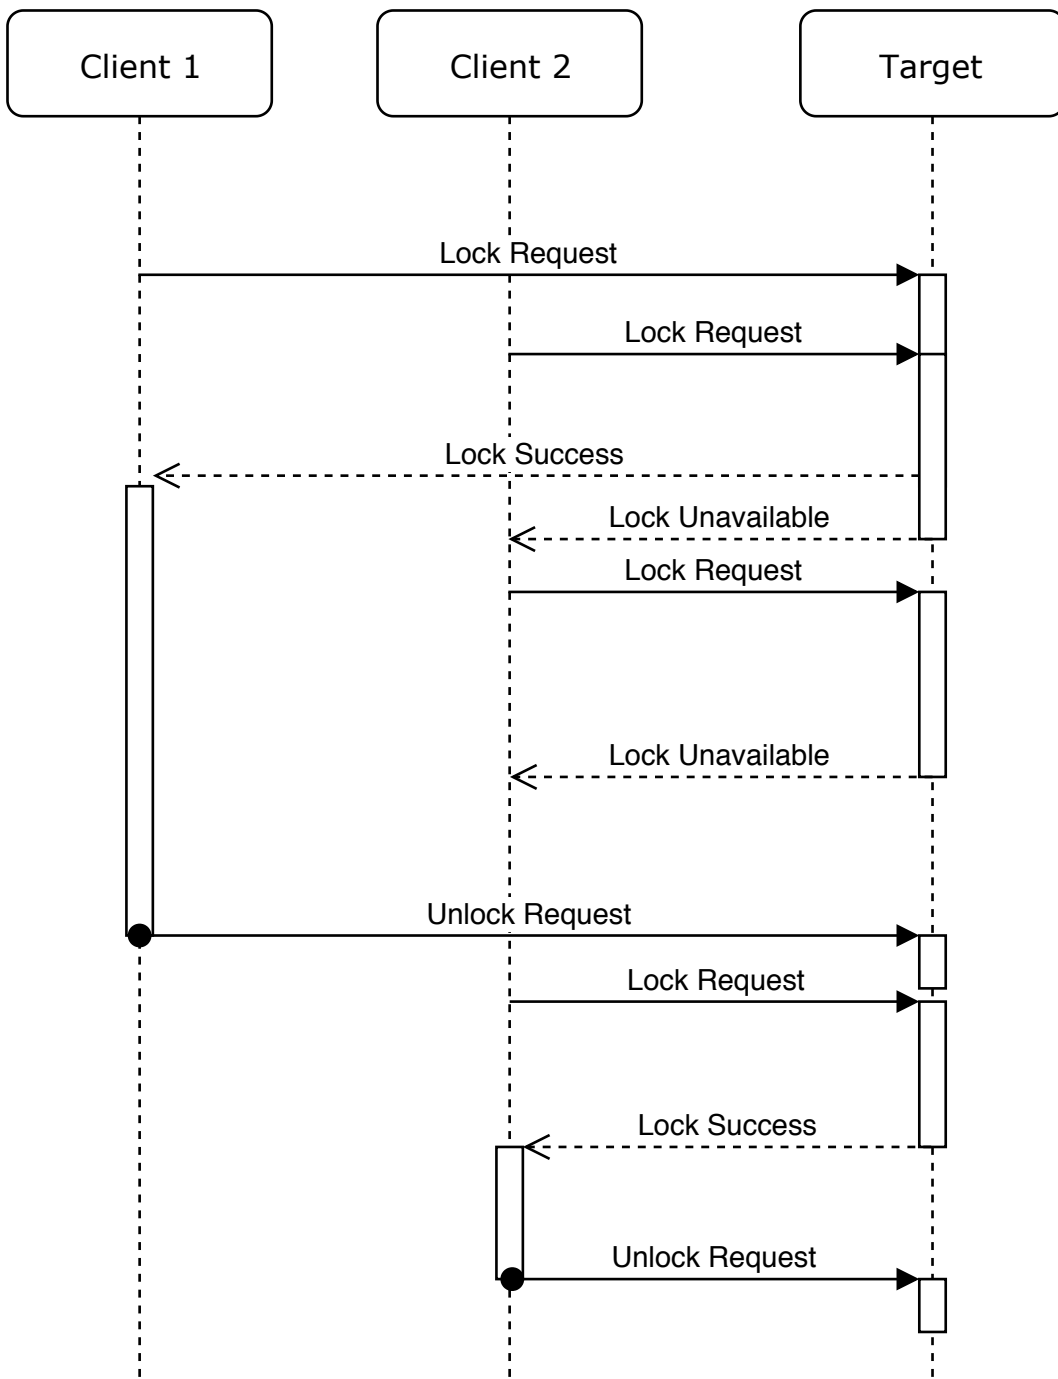 Client 1
Client 2
Target
Lock Request
Lock Request
Lock Success
Lock Unavailable
Lock Request
Lock Unavailable
Unlock Request
Lock Request
Lock Success
Unlock Request